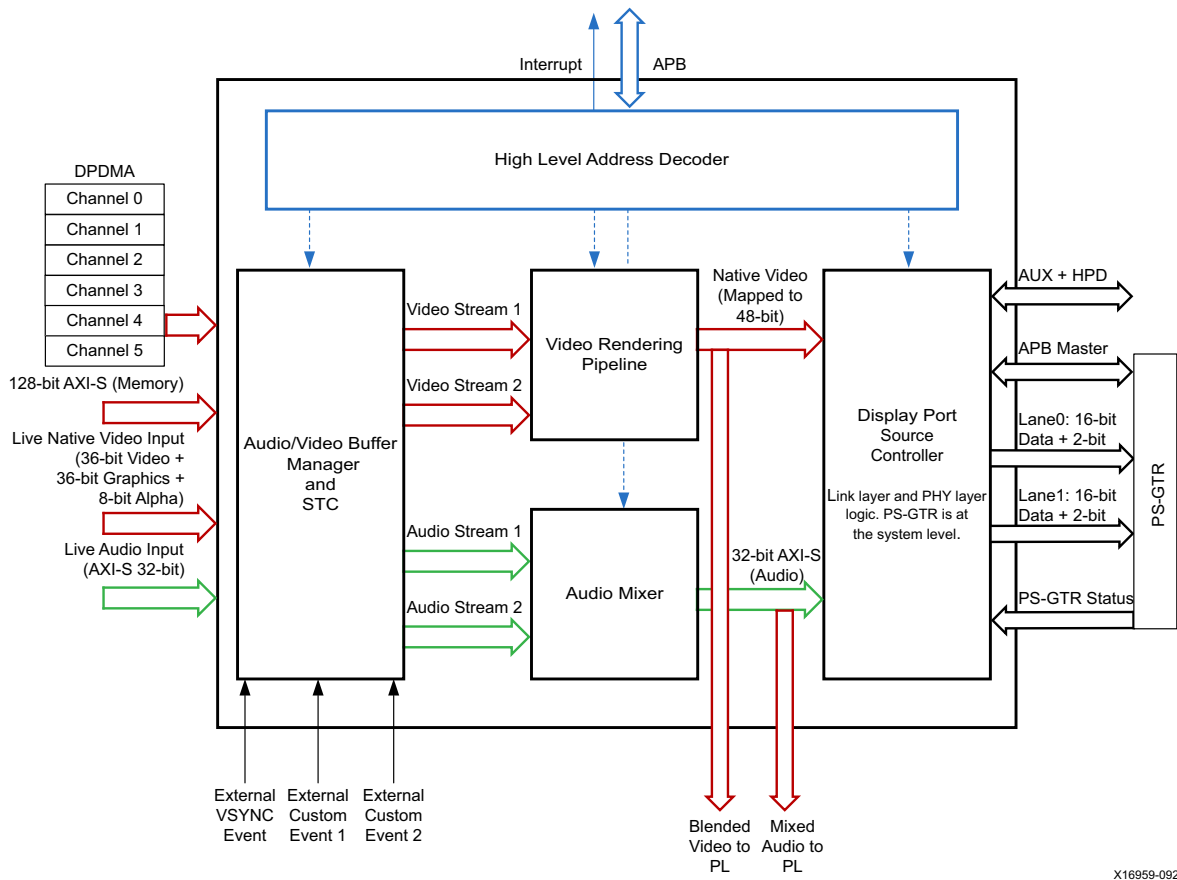 Interrupt
APB
High Level Address Decoder
DPDMA
Channel 0
Channel 1
Channel 2
Channel 3
Channel 4
Channel 5
128-bit AXI-S (Memory)
Live Native Video Input
(36-bit Video +
36-bit Graphics +
8-bit Alpha)
Live Audio Input
(AXI-S 32-bit)
Audio/Video Buffer
Manager
and
STC
Video Stream 1
Video Stream 2
Audio Stream 1
Audio Stream 2
Video Rendering
Pipeline
Audio Mixer
Native Video
(Mapped to
48-bit)
32-bit AXI-S
(Audio)
Display Port
Source
Controller
Link layer and PHY layer
logic. PS-GTR is at
the system level.
AUX + HPD
APB Master
Lane0: 16-bit
Data + 2-bit
Lane1: 16-bit
Data + 2-bit
PS-GTR Status
PS-GTR
External
VSYNC
Event
External
Custom
Event 1
External
Custom
Event 2
Blended
Video to
PL
Mixed
Audio to
PL
X16959-092